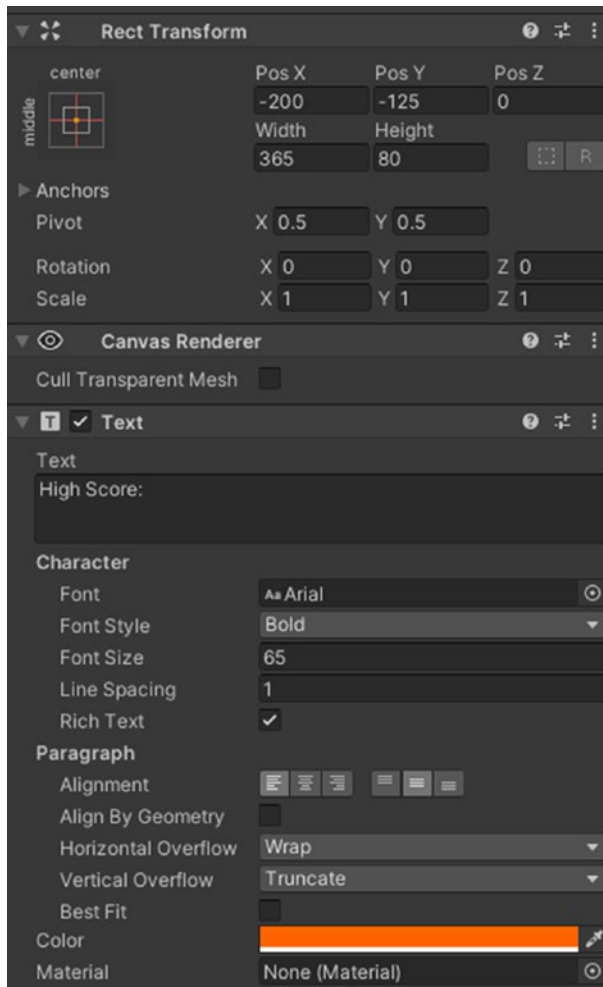 Rect Transform
center
middle
Pos X Pos Y Pos Z
-200 -125 0
Width Height
365 80 R
Anchors
Pivot X 0.5 Y 0.5
Rotation X 0 Y 0 Z 0
Scale X 1 Y 1 Z 1
Canvas Renderer
Cull Transparent Mesh
T Text
Text
High Score:
Character
Font Aa Arial
Font Style Bold
Font Size 65
Line Spacing 1
Rich Text
Paragraph
Alignment
Align By Geometry
Horizontal Overflow Wrap
Vertical Overflow Truncate
Best Fit
Color
Material None (Material)